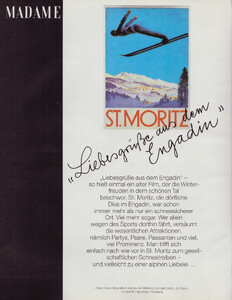 MADAME
ST. MORITZ
„Liebesgrüße aus dem
Engadin“
„Liebesgrüße aus dem Engadin“ –
so hieß einmal ein alter Film, der die Winter-
freuden in dem schönen Tal
beschwor. St. Moritz, die dörfliche
Diva im Engadin, war schon
immer mehr als nur ein schneesicherer
Ort. Viel mehr sogar. Wer allein
wegen des Sports dorthin fährt, versäumt
die wesentlichen Attraktionen,
nämlich Partys, Paare, Passanten und viel,
viel Prominenz. Man trifft sich
einfach nach wie vor in St. Moritz zum gesell-
schaftlichen Schneetreiben –
und vielleicht zu einer alpinen Liebelei ...